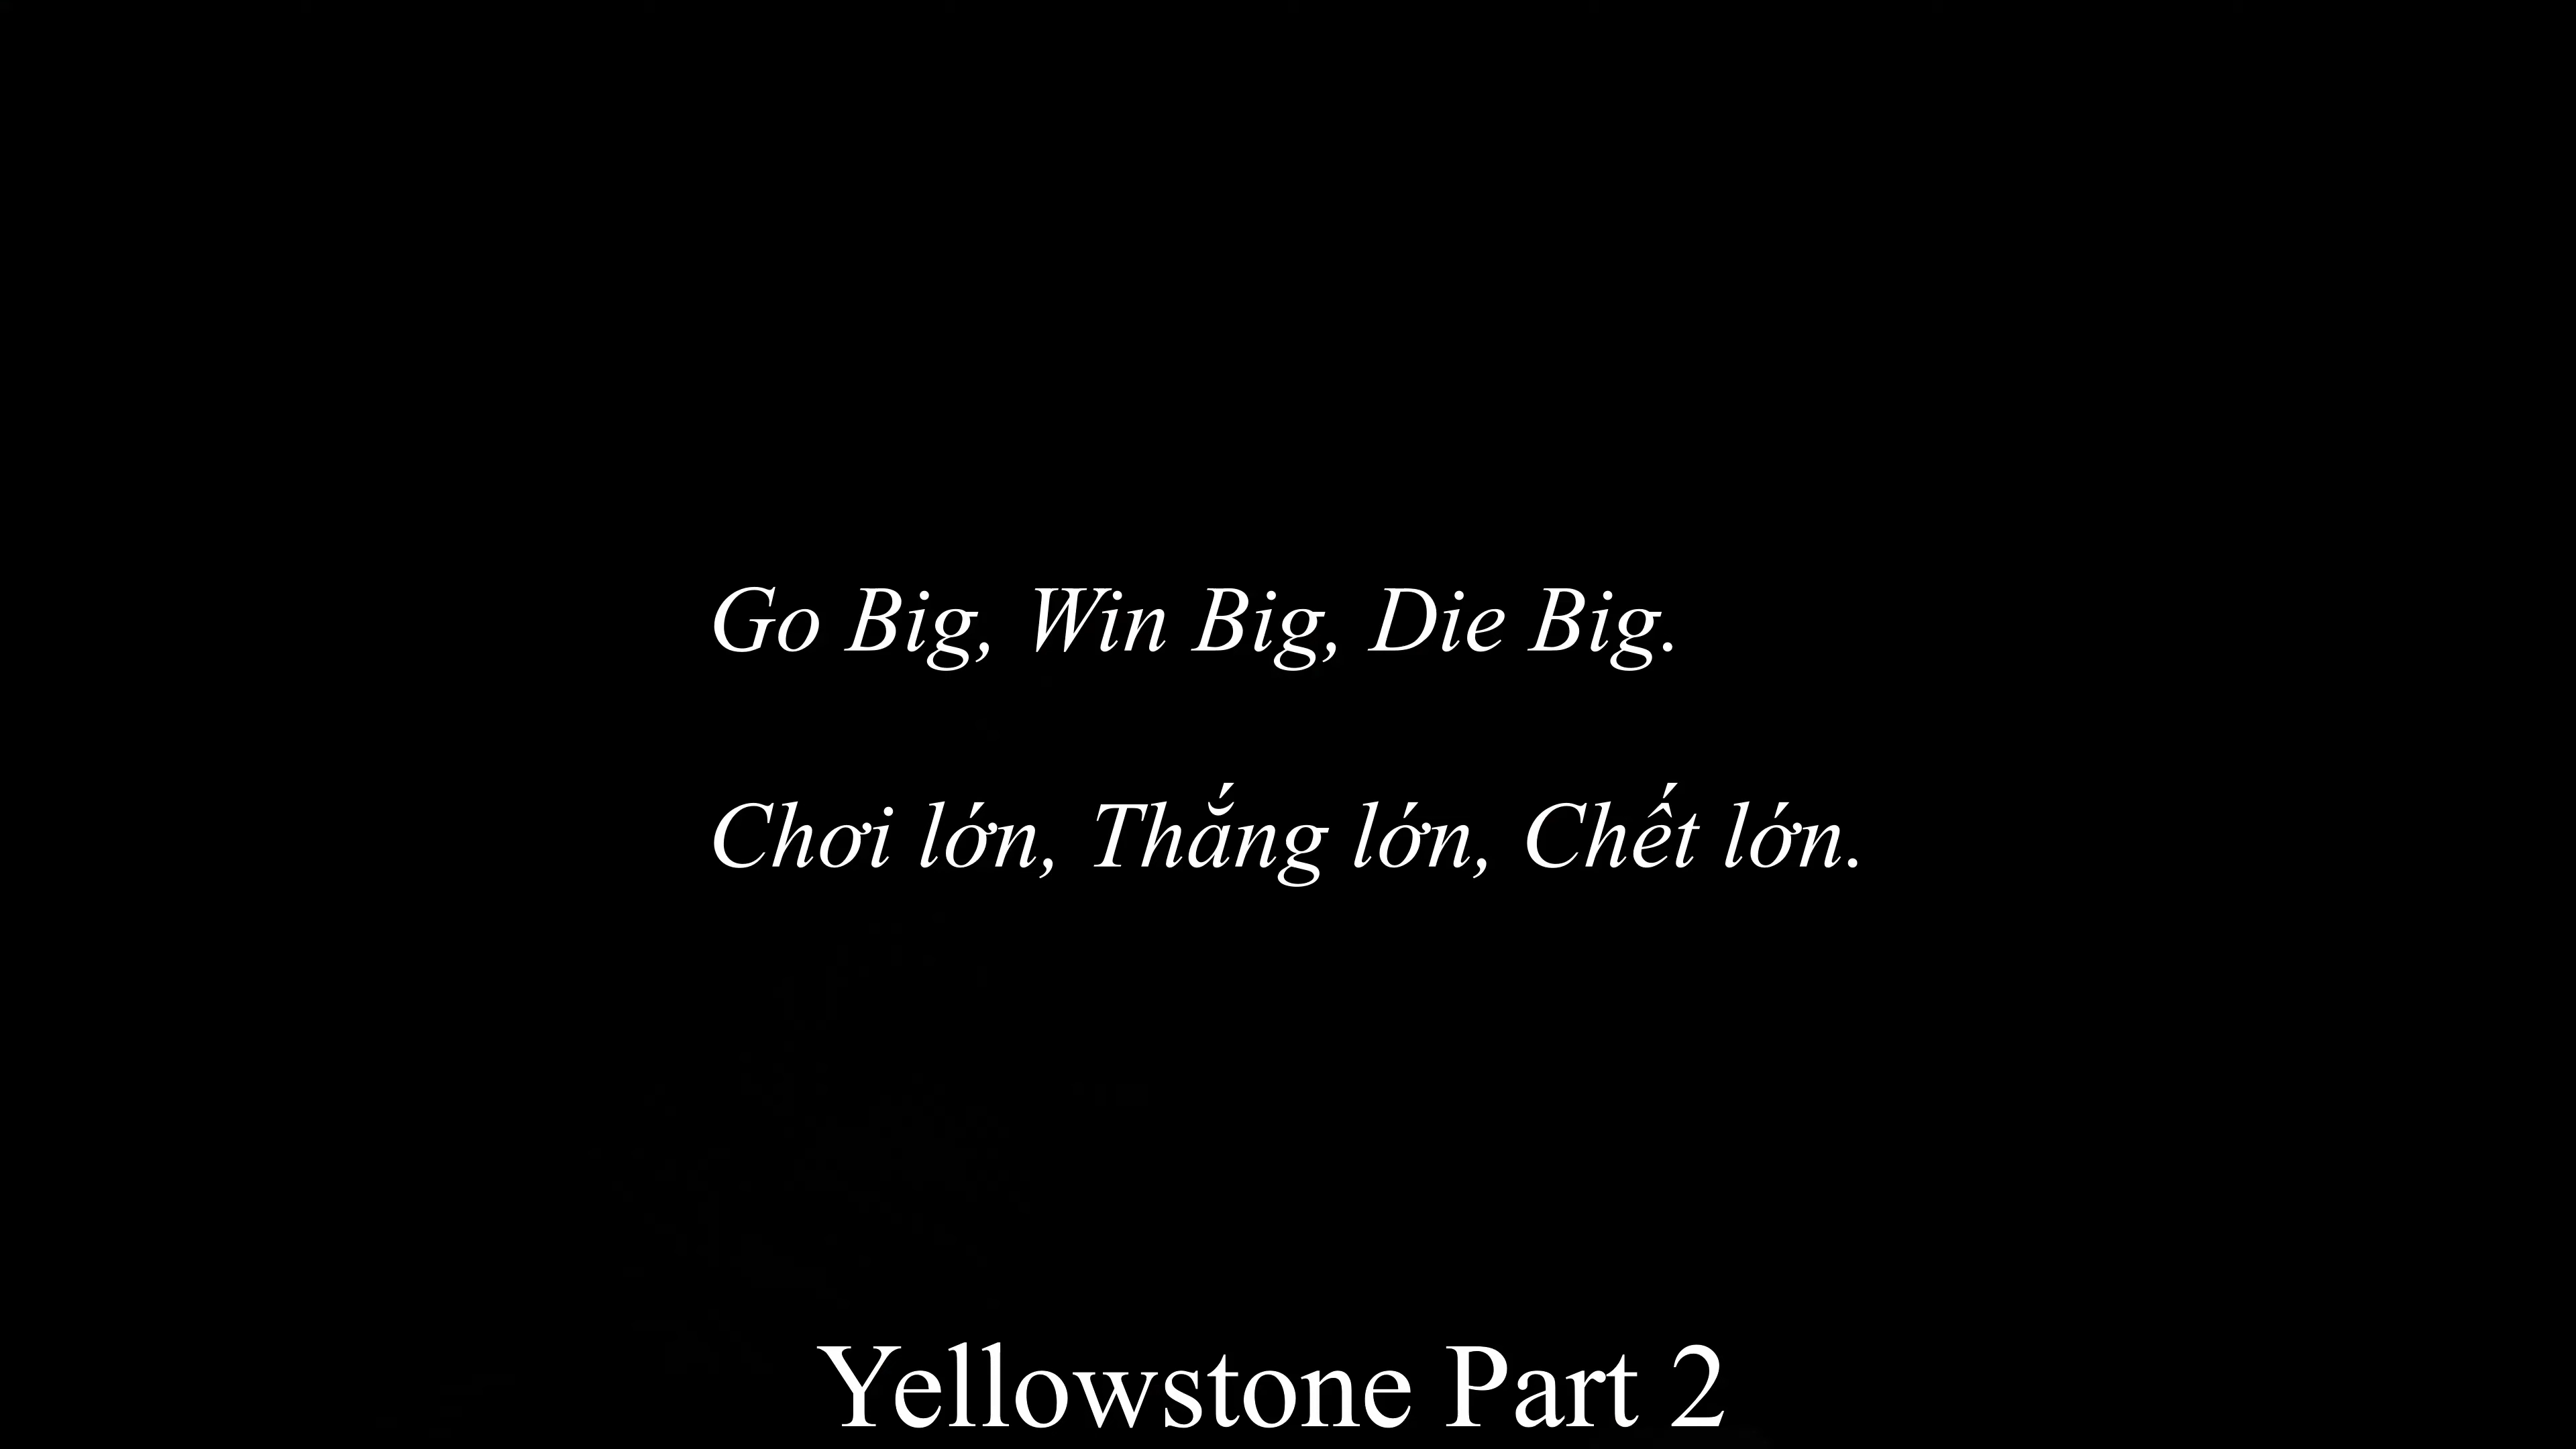 Go Big, Win Big, Die Big.
Chơi lớn, Thắng lớn, Chết lớn.
Yellowstone Part 2